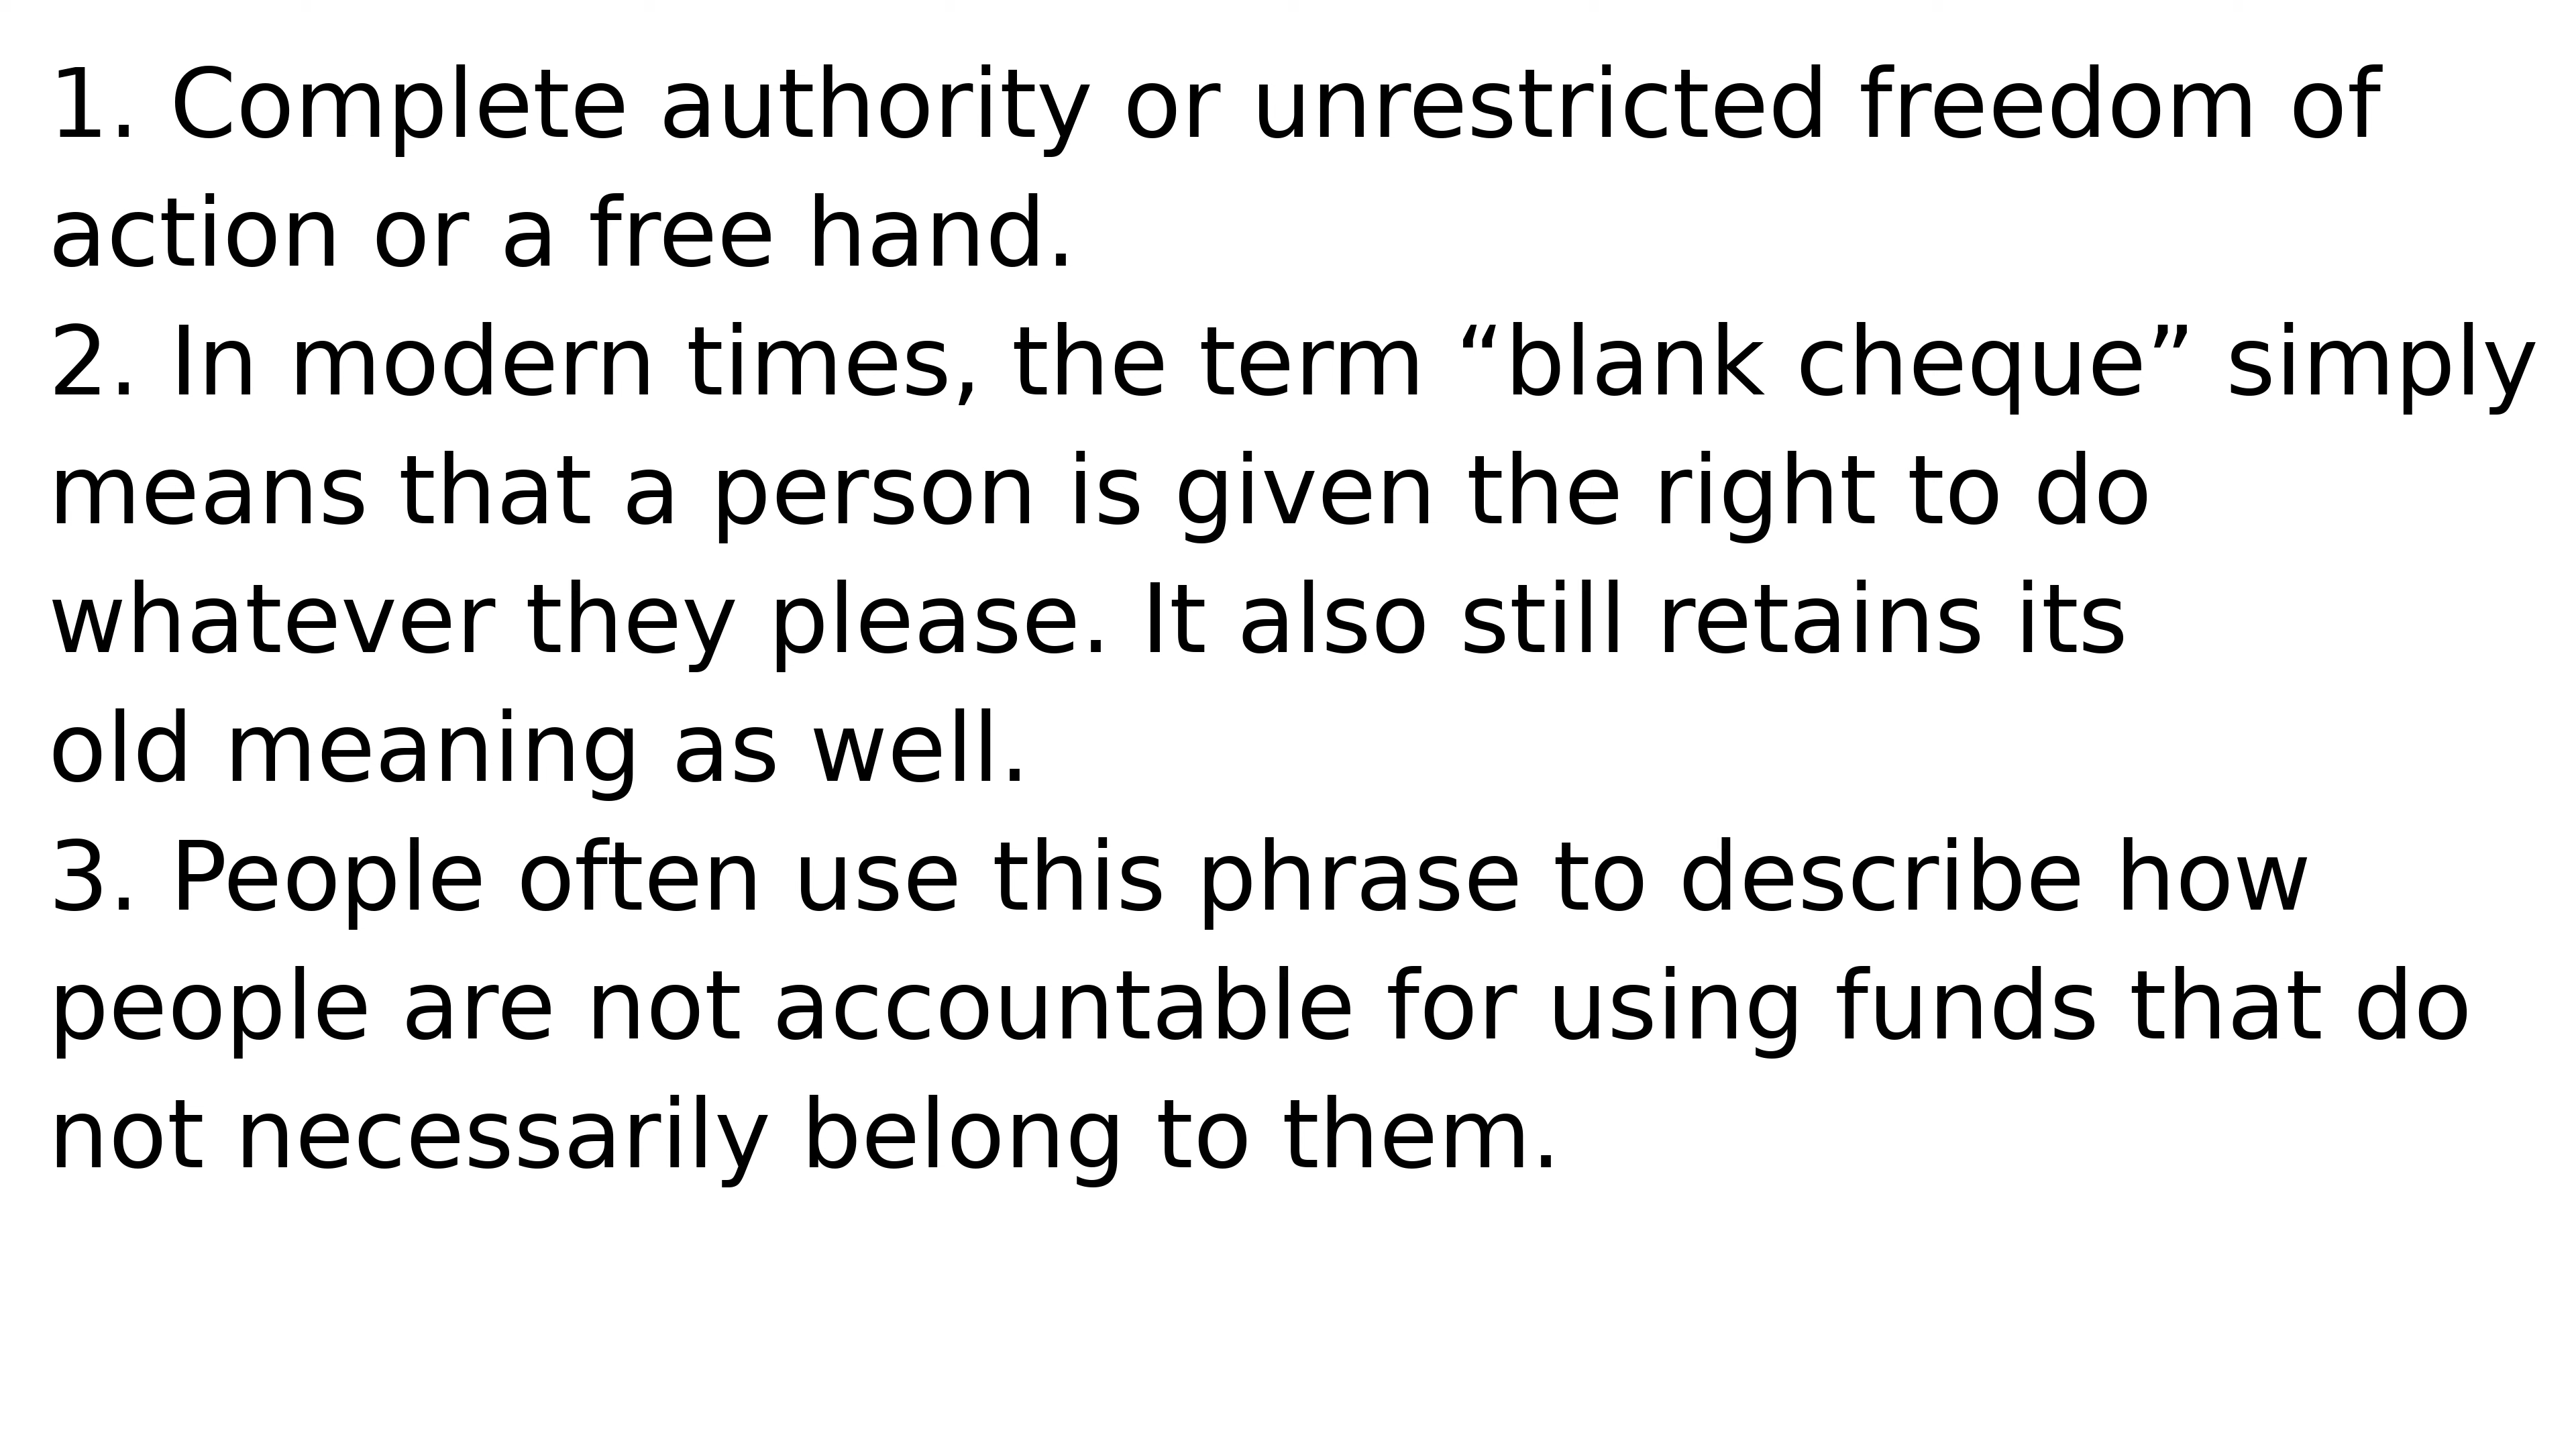 1. Complete authority or unrestricted freedom of
action or a free hand.
2. In modern times, the term “blank cheque” simply
means that a person is given the right to do
whatever they please. It also still retains its
old meaning as well.
3. People often use this phrase to describe how
people are not accountable for using funds that do
not necessarily belong to them.